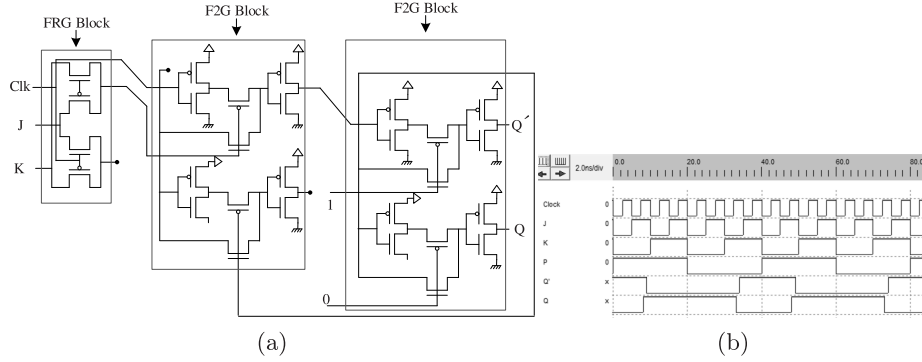 FRG Block
F2G Block
F2G Block
Clk
J
K
Q´
1
Q
0
2.0ns/div
0.0
20.0
40.0
60.0
80.0
Clock 0
J 0
K 0
P 0
Q' x
Q x
(a)
(b)